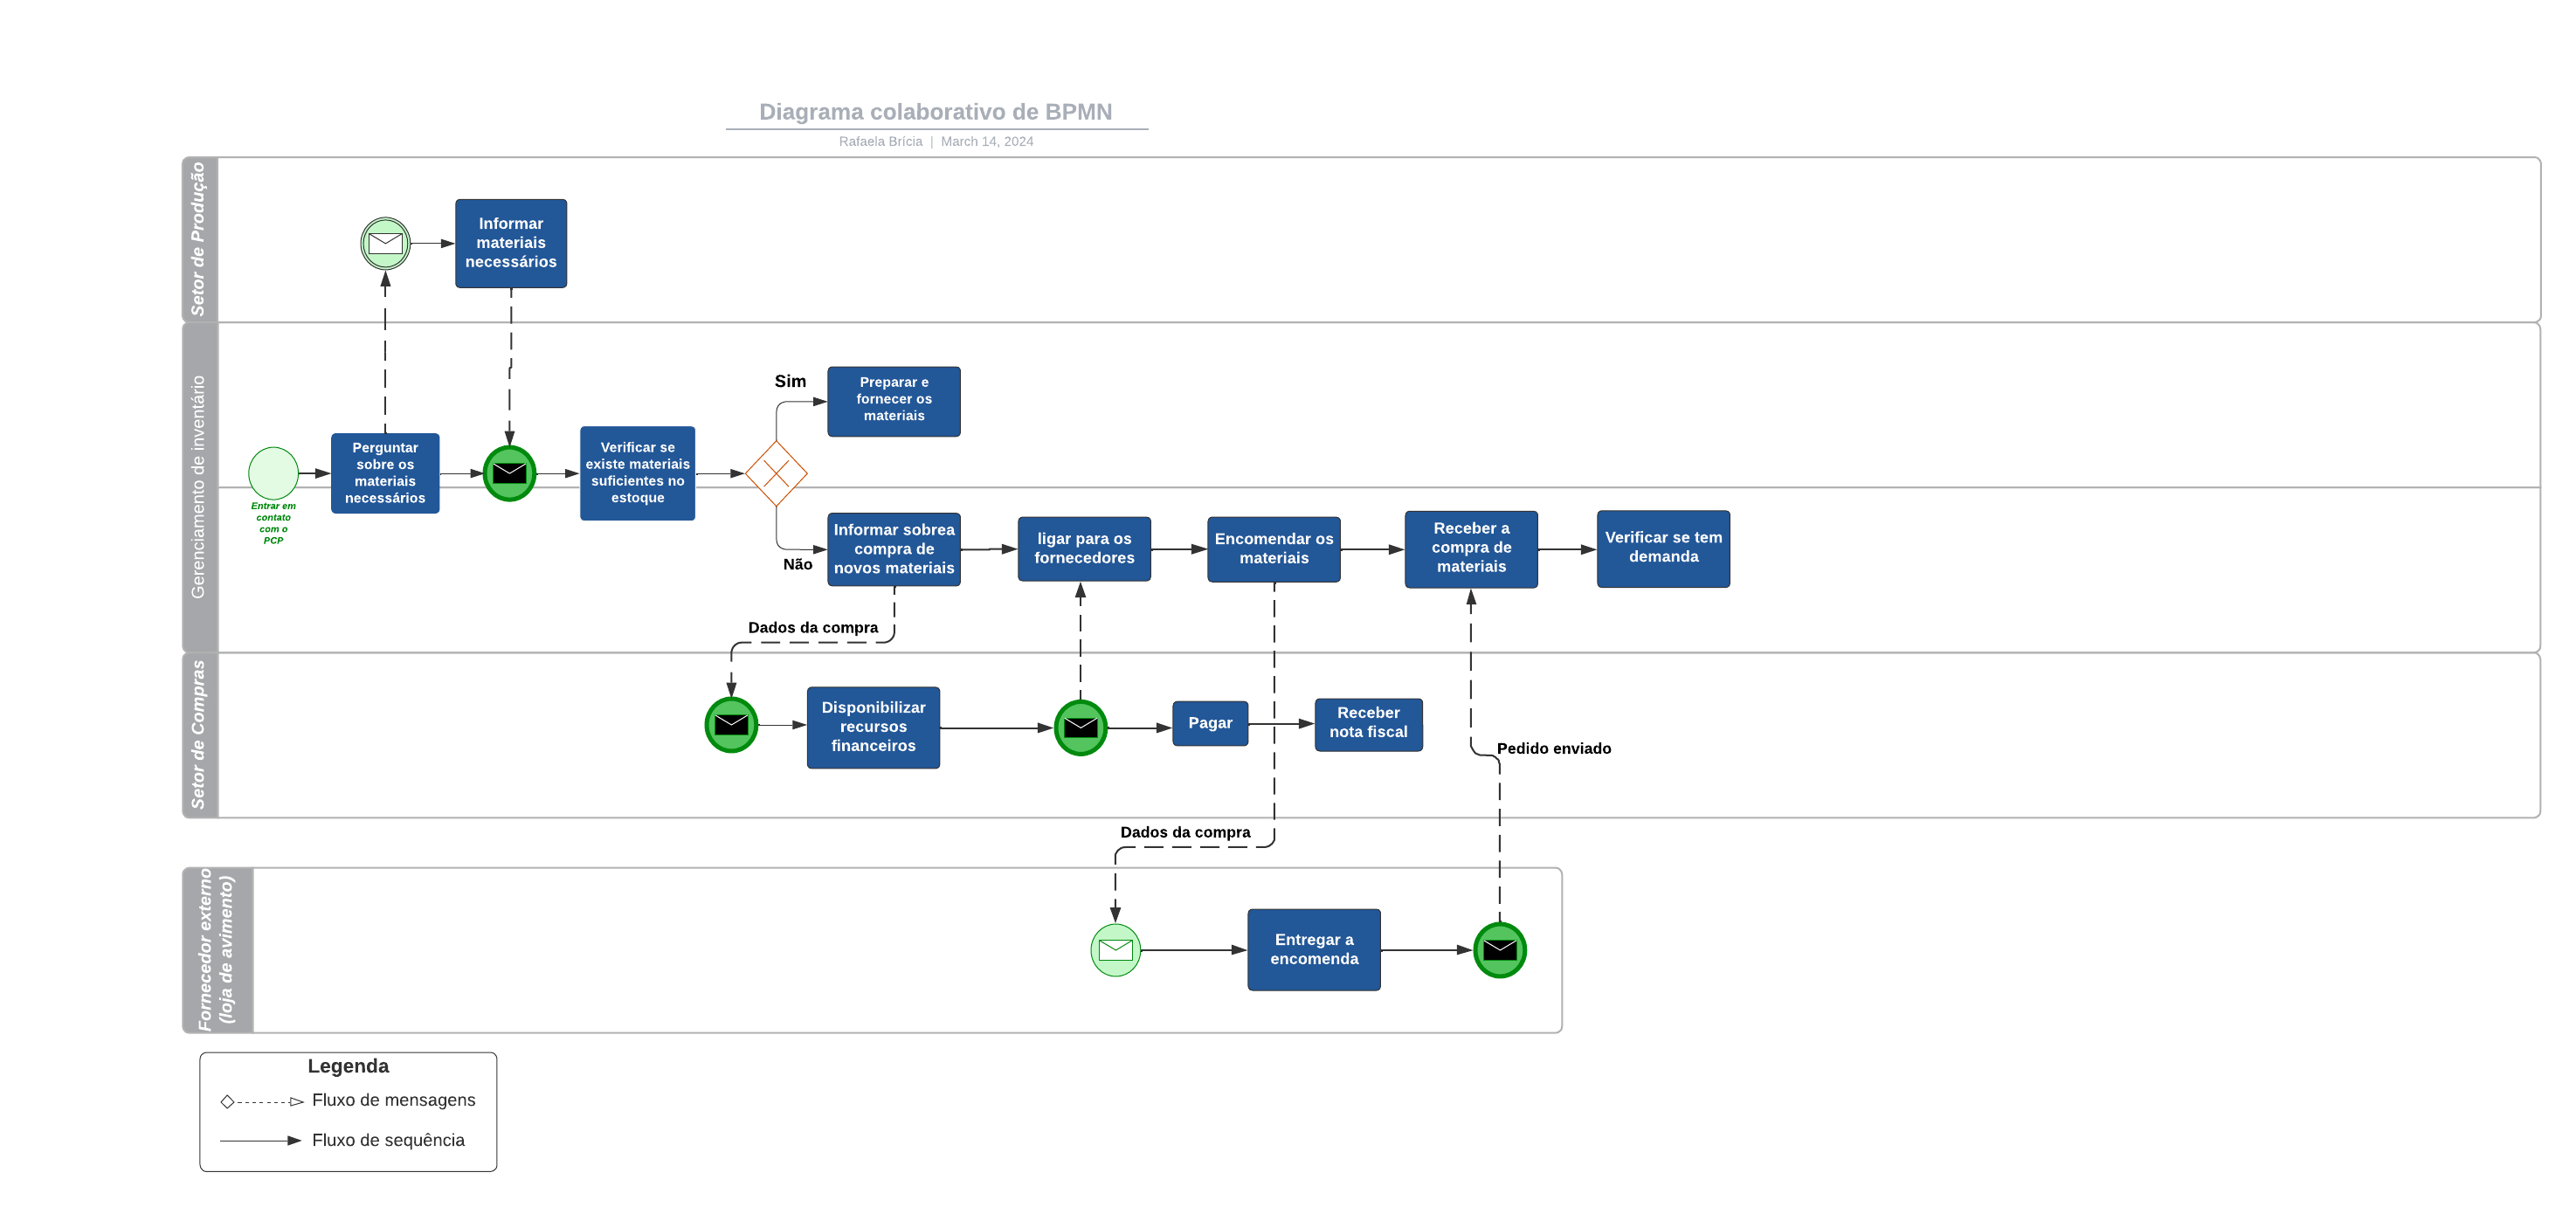 Diagrama colaborativo de BPMN
Rafaela Brícia | March 14, 2024
Setor de Produção
Informar
materiais
necessários
Gerenciamento de inventário
Entrar em
contato
com o
PCP
Perguntar
sobre os
materiais
necessários
Verificar se
existe materiais
suficientes no
estoque
Sim
Preparar e
fornecer os
materiais
Não
Informar sobrea
compra de
novos materiais
ligar para os
fornecedores
Encomendar os
materiais
Receber a
compra de
materiais
Verificar se tem
demanda
Dados da compra
Setor de Compras
Disponibilizar
recursos
financeiros
Pagar
Receber
nota fiscal
Pedido enviado
Dados da compra
Fornecedor externo
(loja de avimento)
Entregar a
encomenda
Legenda
Fluxo de mensagens
Fluxo de sequência